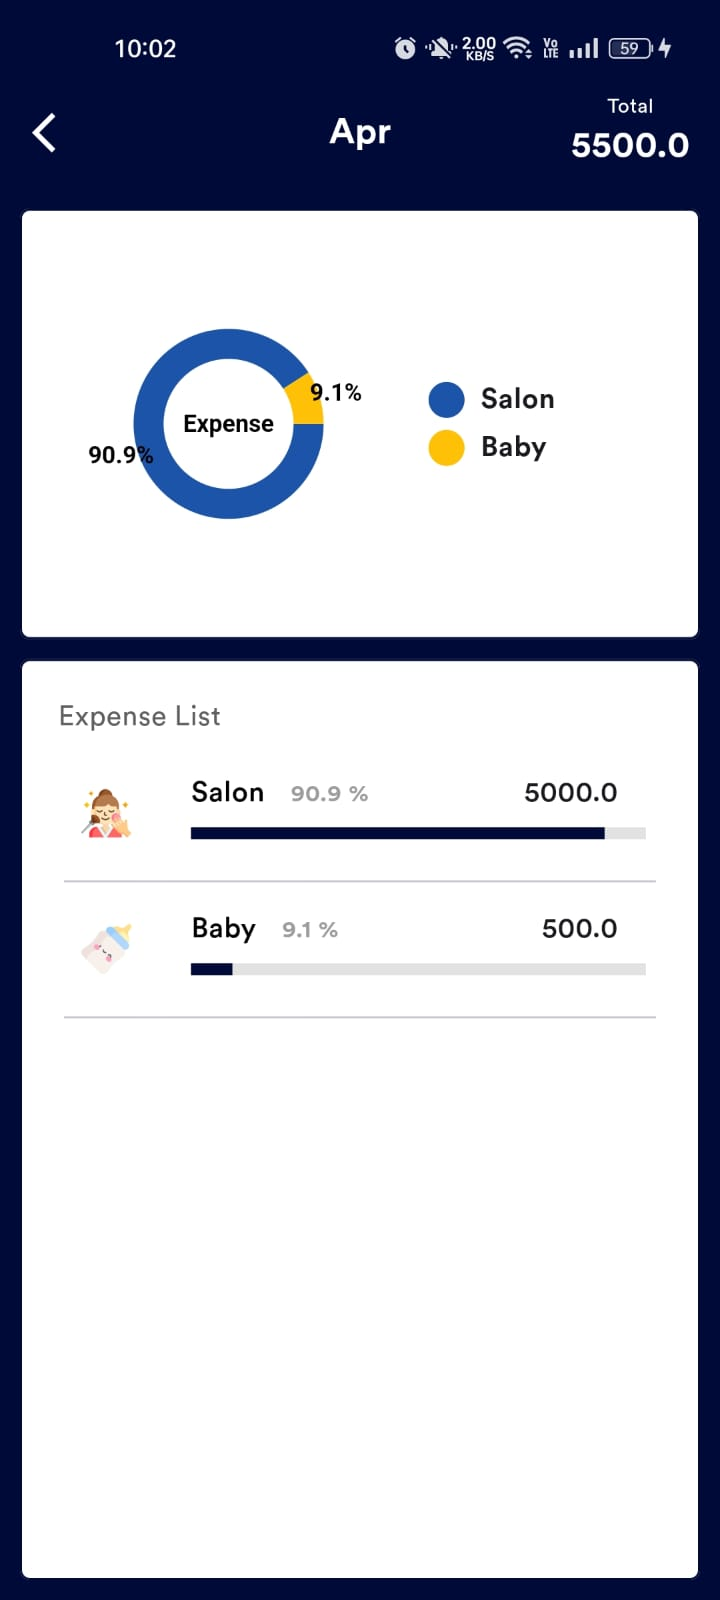 10:02
2.00
KB/S
Vo
LTE
59
Total
Apr
5500.0
9.1%
Expense
90.9%
Salon
Baby
Expense List
Salon 90.9 % 5000.0
Baby 9.1 % 500.0